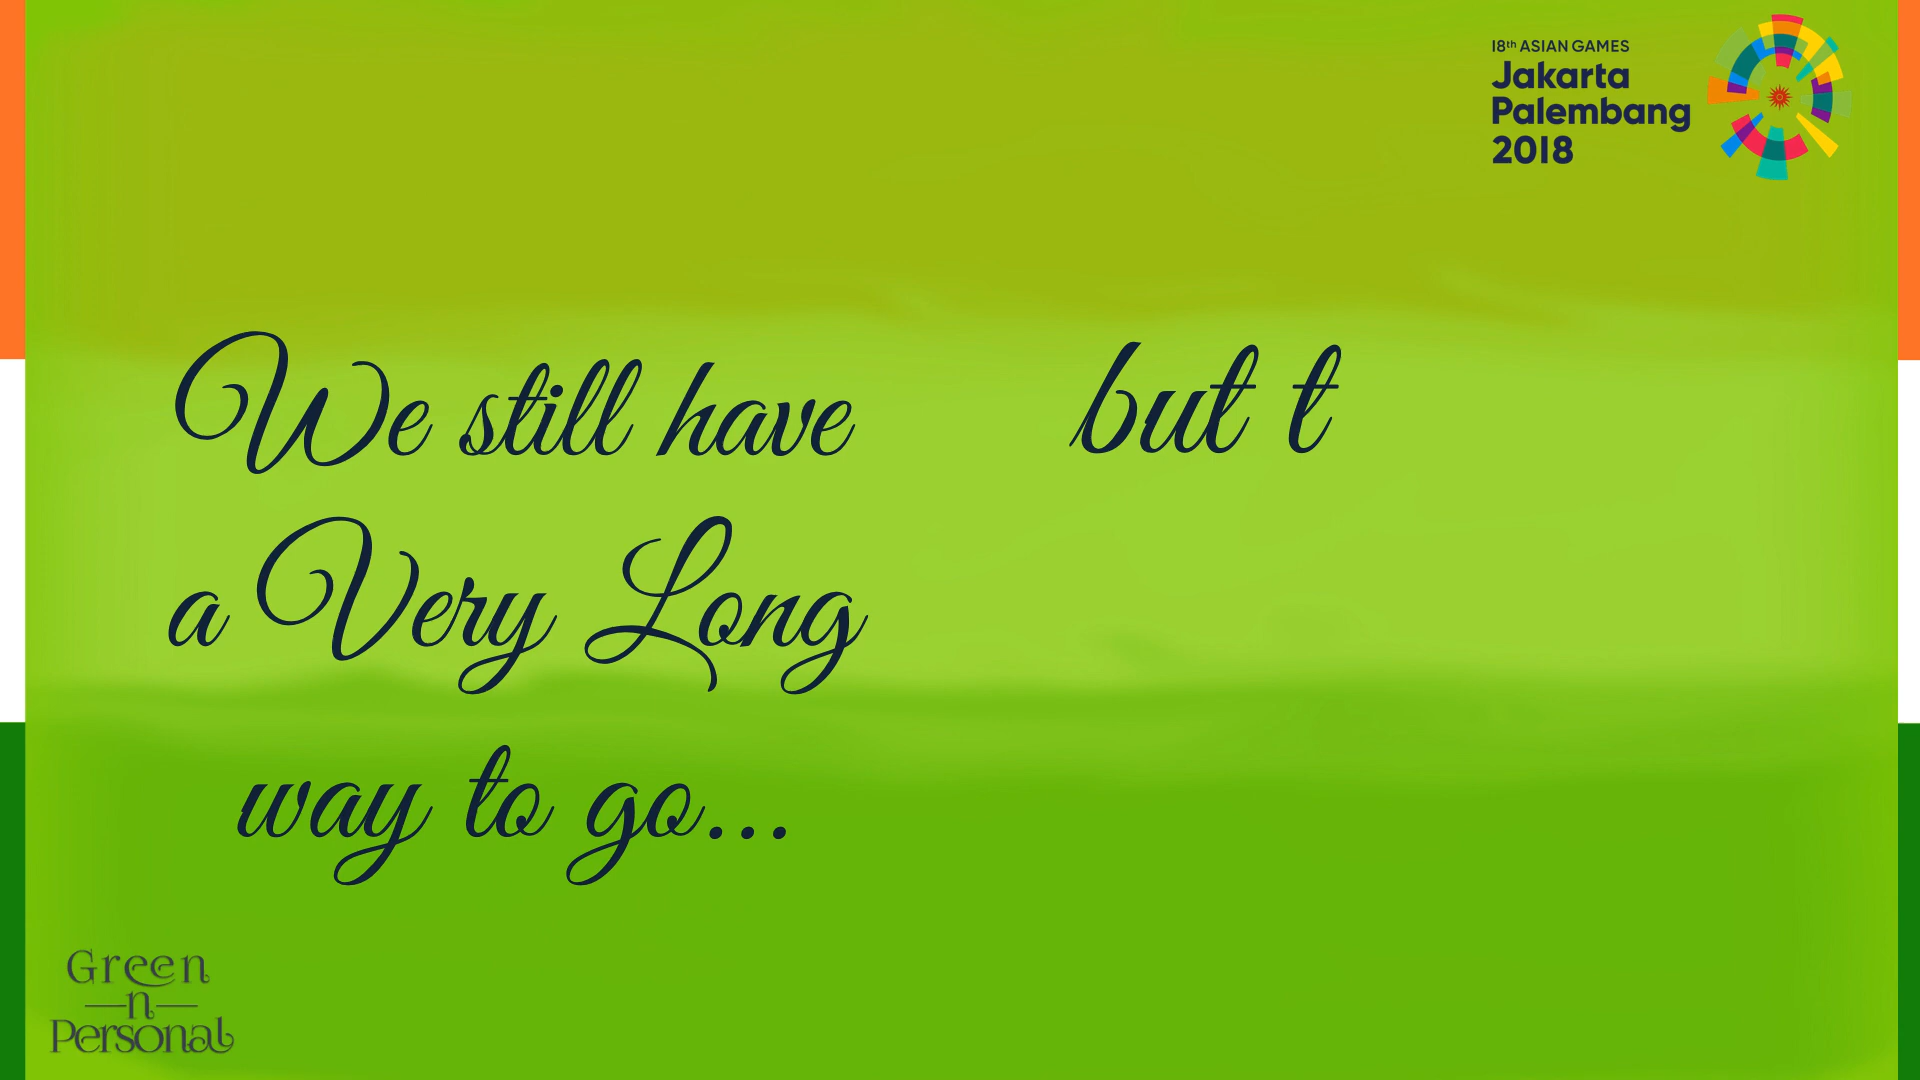 18th ASIAN GAMES
Jakarta
Palembang
2018
We still have
a Very Long
way to go...
but t
Green
n
Personal